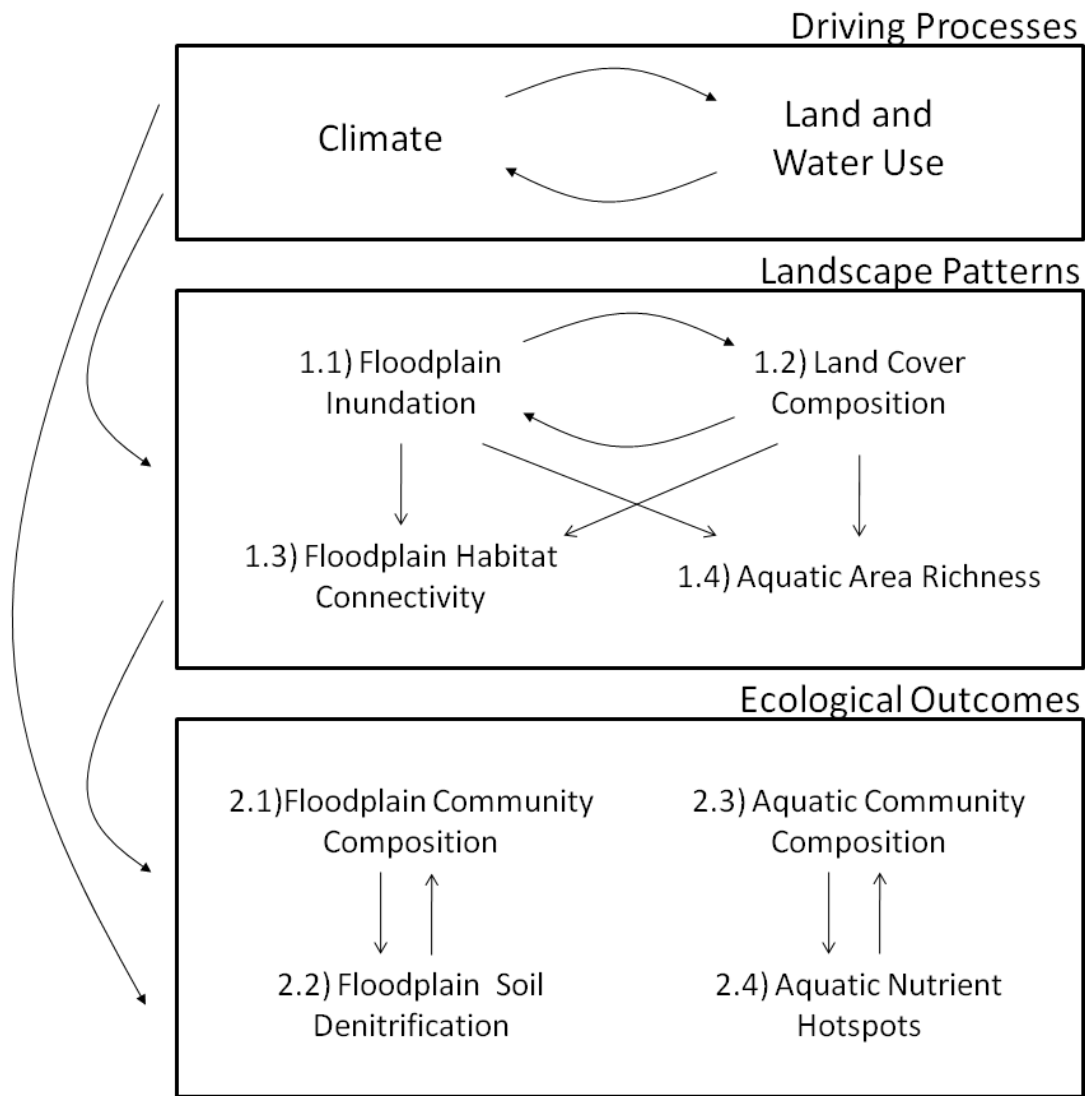 Driving Processes
Climate
Land and
Water Use
Landscape Patterns
1.1) Floodplain
Inundation
1.2) Land Cover
Composition
1.3) Floodplain Habitat
Connectivity
1.4) Aquatic Area Richness
Ecological Outcomes
2.1)Floodplain Community
Composition
2.3) Aquatic Community
Composition
2.2) Floodplain Soil
Denitrification
2.4) Aquatic Nutrient
Hotspots